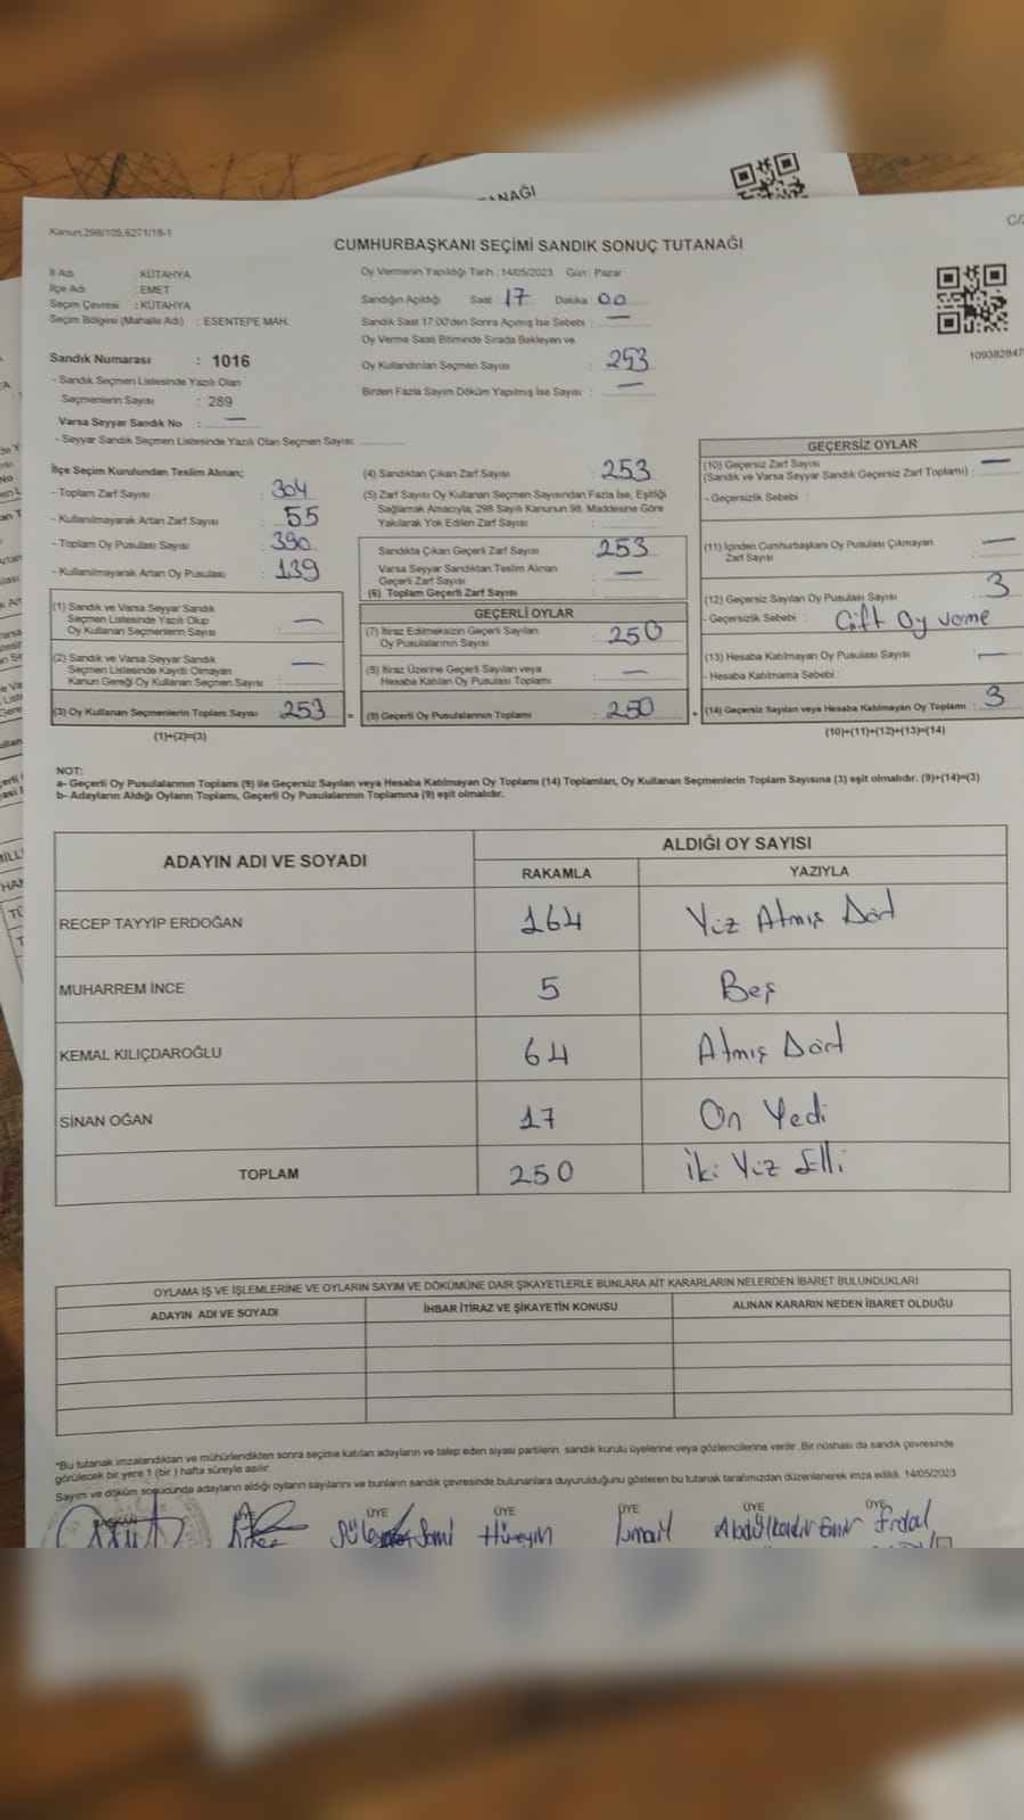 TANAĞI
Kanun:298/105,6271/18-1
C/
CUMHURBAŞKANI SEÇİMİ SANDIK SONUÇ TUTANAĞI
İl Adı : KÜTAHYA
İlçe Adı : EMET
Seçim Çevresi : KÜTAHYA
Seçim Bölgesi (Mahalle Adı) : ESENTEPE MAH.
Oy Vermenin Yapıldığı Tarih : 14/05/2023 Gün: Pazar
Sandığın Açıldığı Saat 17 Dakika 00
Sandık Saat 17:00'den Sonra Açılmış İse Sebebi : —
Oy Verme Saati Bitiminde Sırada Bekleyen ve
Oy Kullandırılan Seçmen Sayısı : 253
Birden Fazla Sayım Döküm Yapılmış İse Sayısı : —
109382847
Sandık Numarası : 1016
- Sandık Seçmen Listesinde Yazılı Olan
Seçmenlerin Sayısı : 289
Varsa Seyyar Sandık No : —
- Seyyar Sandık Seçmen Listesinde Yazılı Olan Seçmen Sayısı:
İlçe Seçim Kurulundan Teslim Alınan;
- Toplam Zarf Sayısı : 304
- Kullanılmayarak Artan Zarf Sayısı : 55
- Toplam Oy Pusulası Sayısı : 390
- Kullanılmayarak Artan Oy Pusulası : 139
(1) Sandık ve Varsa Seyyar Sandık
Seçmen Listesinde Yazılı Olup
Oy Kullanan Seçmenlerin Sayısı : —
(2) Sandık ve Varsa Seyyar Sandık
Seçmen Listesinde Kayıtlı Olmayan
Kanun Gereği Oy Kullanan Seçmen Sayısı : —
(3) Oy Kullanan Seçmenlerin Toplam Sayısı : 253
(1)+(2)=(3)
(4) Sandıktan Çıkan Zarf Sayısı : 253
(5) Zarf Sayısı Oy Kullanan Seçmen Sayısından Fazla İse, Eşitliği
Sağlamak Amacıyla; 298 Sayılı Kanunun 98. Maddesine Göre
Yakılarak Yok Edilen Zarf Sayısı :
Sandıkta Çıkan Geçerli Zarf Sayısı : 253
Varsa Seyyar Sandıktan Teslim Alınan
Geçerli Zarf Sayısı : —
(6) Toplam Geçerli Zarf Sayısı :
GEÇERLİ OYLAR
(7) İtiraz Edilmeksizin Geçerli Sayılan
Oy Pusulalarının Sayısı : 250
(8) İtiraz Üzerine Geçerli Sayılan veya
Hesaba Katılan Oy Pusulası Toplamı : —
(9) Geçerli Oy Pusulalarının Toplamı : 250
GEÇERSİZ OYLAR
(10) Geçersiz Zarf Sayısı
(Sandık ve Varsa Seyyar Sandık Geçersiz Zarf Toplamı) : —
- Geçersizlik Sebebi :
(11) İçinden Cumhurbaşkanı Oy Pusulası Çıkmayan
Zarf Sayısı : —
(12) Geçersiz Sayılan Oy Pusulası Sayısı : 3
- Geçersizlik Sebebi : Çift Oy verme
(13) Hesaba Katılmayan Oy Pusulası Sayısı : —
- Hesaba Katılmama Sebebi :
(14) Geçersiz Sayılan veya Hesaba Katılmayan Oy Toplamı : 3
(10)+(11)+(12)+(13)=(14)
NOT:
a- Geçerli Oy Pusulalarının Toplamı (9) ile Geçersiz Sayılan veya Hesaba Katılmayan Oy Toplamı (14) Toplamları, Oy Kullanan Seçmenlerin Toplam Sayısına (3) eşit olmalıdır. (9)+(14)=(3)
b- Adayların Aldığı Oyların Toplamı, Geçerli Oy Pusulalarının Toplamına (9) eşit olmalıdır.
ADAYIN ADI VE SOYADI
ALDIĞI OY SAYISI
RAKAMLA YAZIYLA
RECEP TAYYİP ERDOĞAN 164 Yüz Atmış Dört
MUHARREM İNCE 5 Beş
KEMAL KILIÇDAROĞLU 64 Atmış Dört
SİNAN OĞAN 17 On Yedi
TOPLAM 250 İki Yüz Elli
OYLAMA İŞ VE İŞLEMLERİNE VE OYLARIN SAYIM VE DÖKÜMÜNE DAİR ŞİKAYETLERLE BUNLARA AİT KARARLARIN NELERDEN İBARET BULUNDUKLARI
ADAYIN ADI VE SOYADI İHBAR İTİRAZ VE ŞİKAYETİN KONUSU ALINAN KARARIN NEDEN İBARET OLDUĞU
*Bu tutanak imzalandıktan ve mühürlendikten sonra seçime katılan adayların ve talep eden siyasi partilerin sandık kurulu üyelerine veya gözlemcilerine verilir. Bir nüshası da sandık çevresinde
görülecek bir yere 1 (bir) hafta süreyle asılır.
Sayım ve döküm sonucunda adayların aldığı oyların sayılarını ve bunların sandık çevresinde bulunanlara duyurulduğunu gösteren bu tutanak tarafımızdan düzenlenerek imza edildi. 14/05/2023
ÜYE ÜYE ÜYE ÜYE ÜYE
Sami Hüseyin İsmail Abdülkadir Emir Erdal